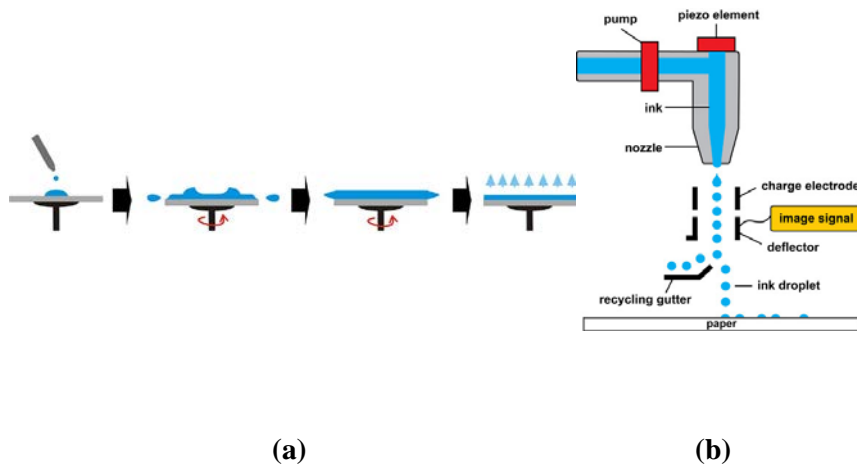 piezo element
pump
ink
nozzle
charge electrode
image signal
deflector
ink droplet
recycling gutter
paper
(a)
(b)